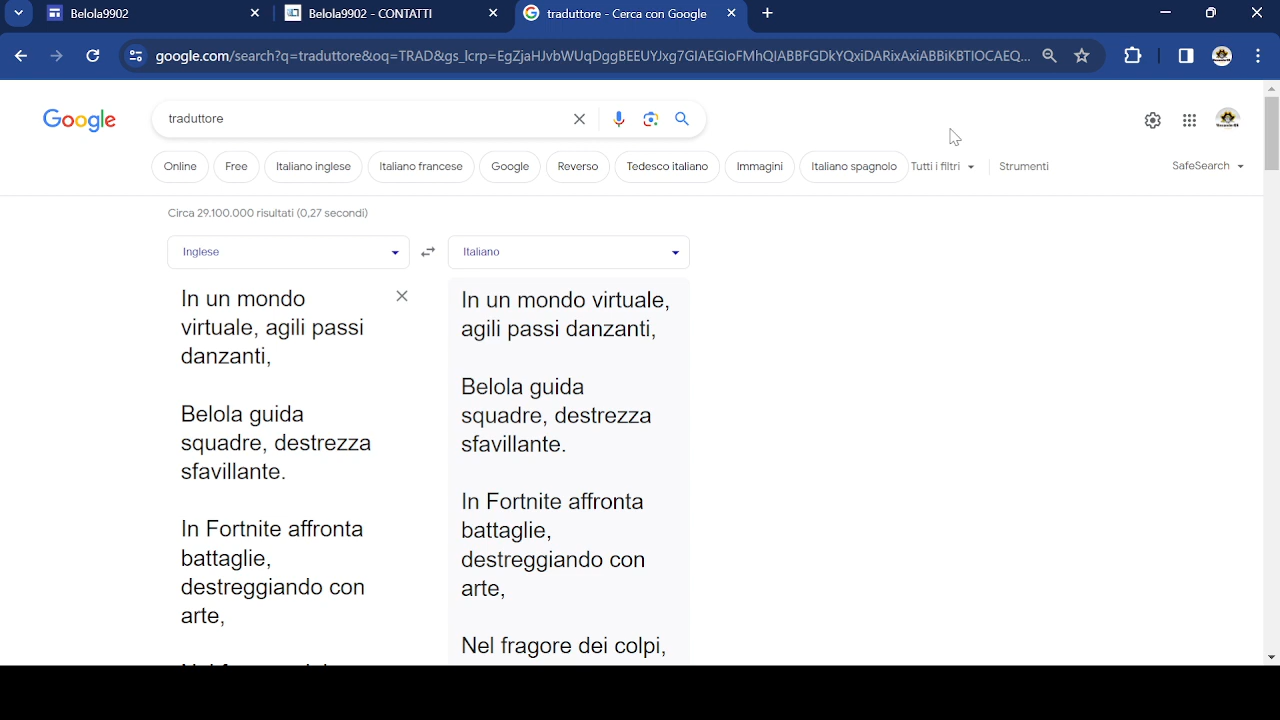 Belola9902
Belola9902 - CONTATTI
traduttore - Cerca con Google
google.com/search?q=traduttore&oq=TRAD&gs_lcrp=EgZjaHJvbWUqDggBEEUYJxg7GIAEGIoFMhQIABBFGDkYQxiDARixAxiABBiKBTIOCAEQ...
Google
traduttore
Online
Free
Italiano inglese
Italiano francese
Google
Reverso
Tedesco italiano
Immagini
Italiano spagnolo
Tutti i filtri
Strumenti
SafeSearch
Circa 29.100.000 risultati (0,27 secondi)
Inglese
Italiano
In un mondo
virtuale, agili passi
danzanti,
Belola guida
squadre, destrezza
sfavillante.
In Fortnite affronta
battaglie,
destreggiando con
arte,
In un mondo virtuale,
agili passi danzanti,
Belola guida
squadre, destrezza
sfavillante.
In Fortnite affronta
battaglie,
destreggiando con
arte,
Nel fragore dei colpi,